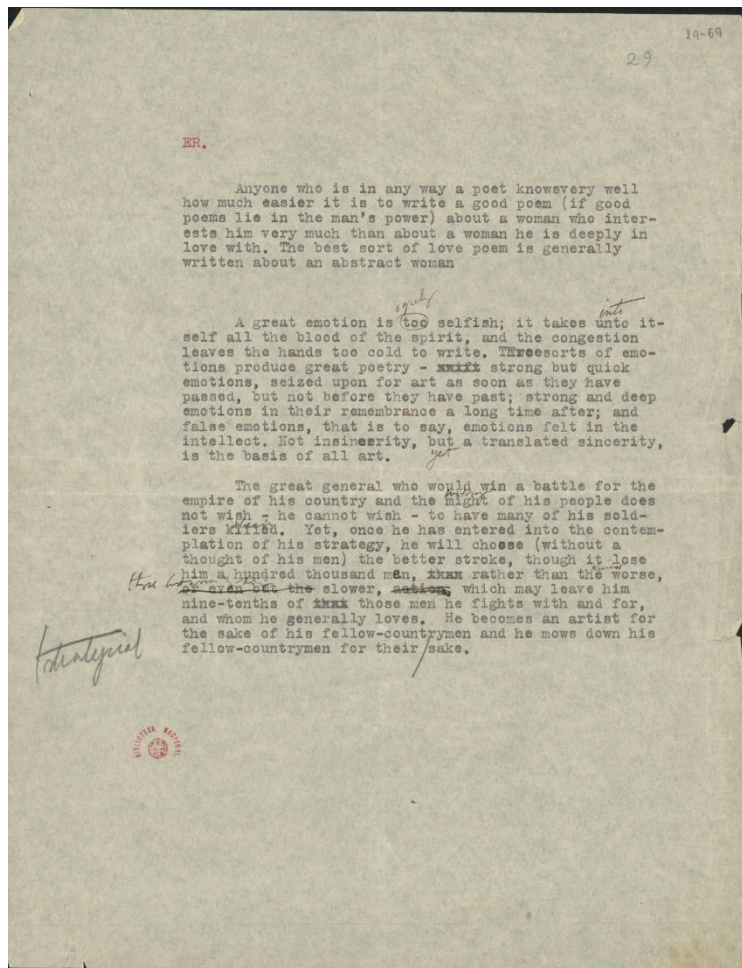 19-69
29
ER.
Anyone who is in any way a poet knowsvery well
how much easier it is to write a good poem (if good
poems lie in the man's power) about a woman who inter-
ests him very much than about a woman he is deeply in
love with. The best sort of love poem is generally
written about an abstract woman
into
A great emotion is too selfish; it takes unto it-
self all the blood of the spirit, and the congestion
leaves the hands too cold to write. Threesorts of emo-
tions produce great poetry - swift strong but quick
emotions, seized upon for art as soon as they have
passed, but not before they have past; strong and deep
emotions in their remembrance a long time after; and
false emotions, that is to say, emotions felt in the
intellect. Not insincerity, but a translated sincerity,
yet
is the basis of all art.
The great general who would win a battle for the
empire of his country and the might of his people does
not wish - he cannot wish - to have many of his sold-
iers killed. Yet, once he has entered into the contem-
plation of his strategy, he will choose (without a
thought of his men) the better stroke, though it lose
him a hundred thousand men, rather than the worse,
or even but the slower, action, which may leave him
nine-tenths of those men he fights with and for,
and whom he generally loves. He becomes an artist for
the sake of his fellow-countrymen and he mows down his
fellow-countrymen for their sake.
strategical
BIBLIOTECA NACIONAL